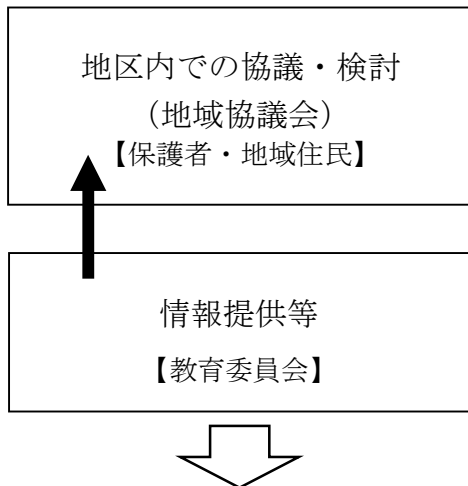 地区内での協議・検討
（地域協議会）
【保護者・地域住民】
情報提供等
【教育委員会】